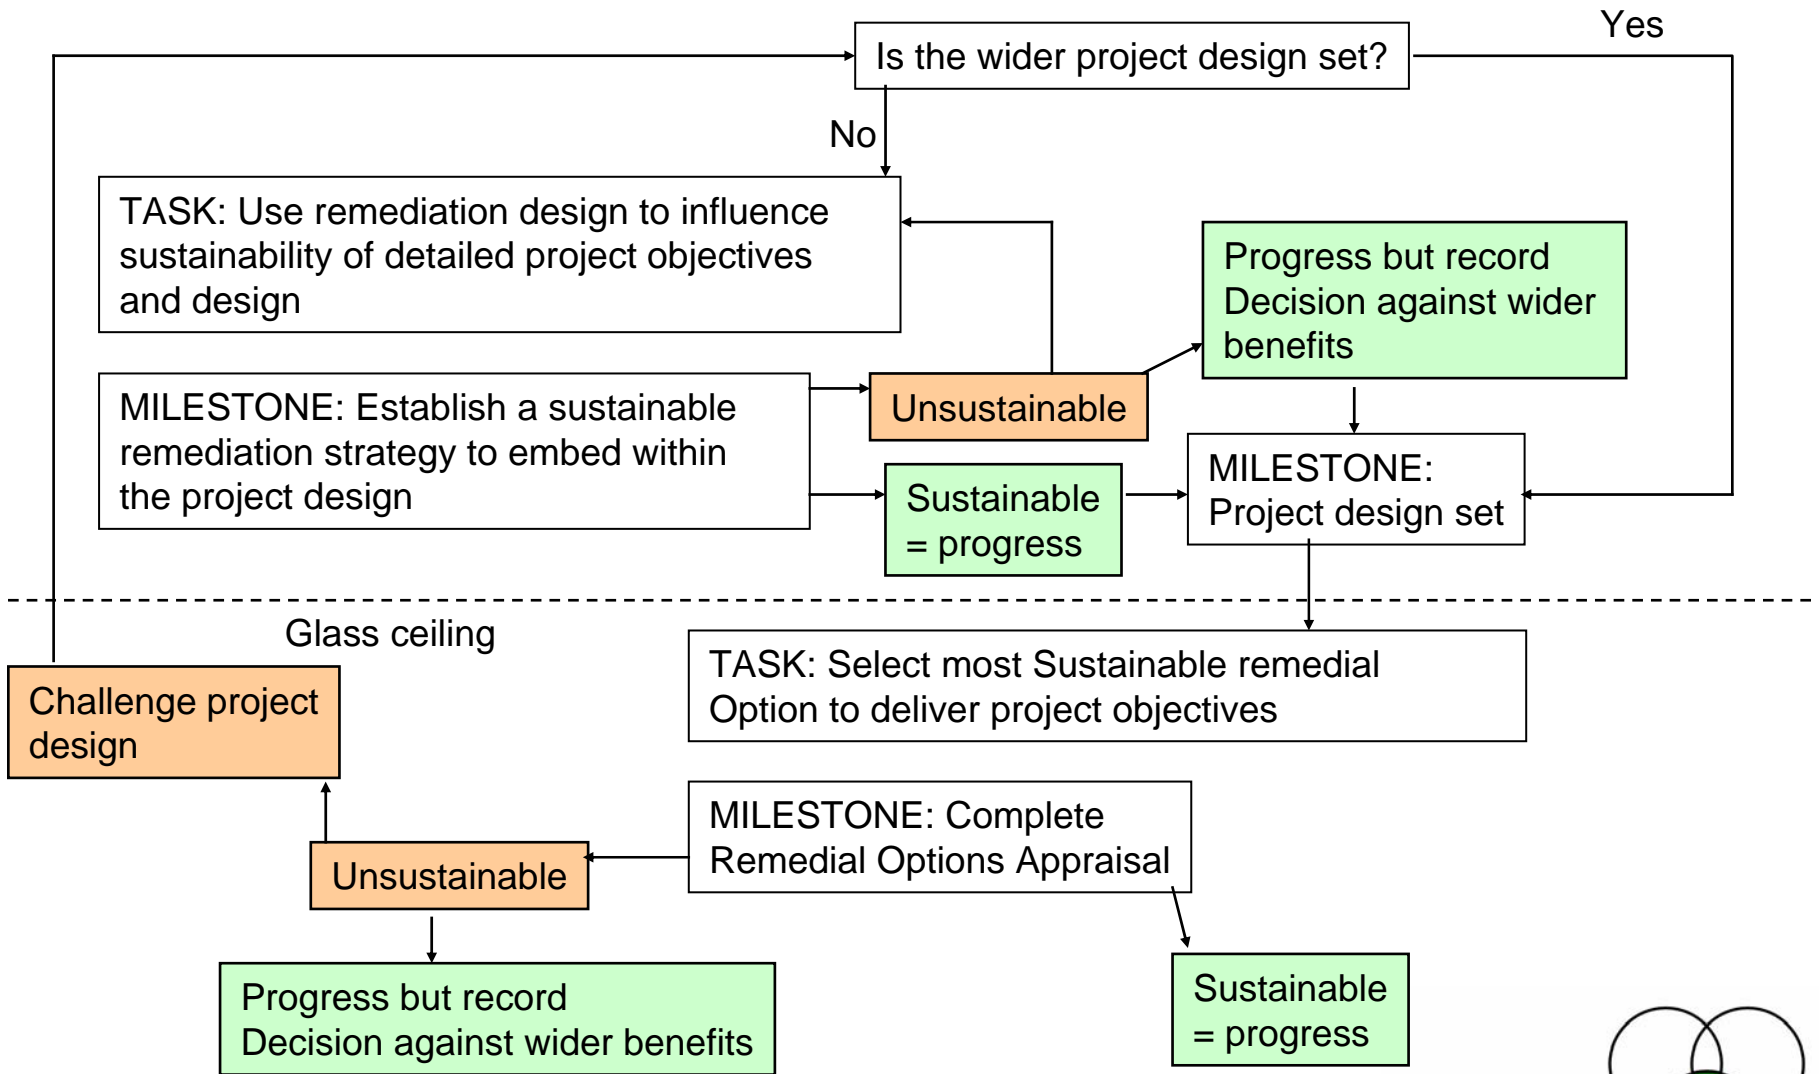 Yes
Is the wider project design set?
No
TASK: Use remediation design to influence
sustainability of detailed project objectives
and design
Progress but record
Decision against wider
benefits
MILESTONE: Establish a sustainable
remediation strategy to embed within
the project design
Unsustainable
Sustainable
= progress
MILESTONE:
Project design set
Glass ceiling
TASK: Select most Sustainable remedial
Option to deliver project objectives
Challenge project
design
MILESTONE: Complete
Remedial Options Appraisal
Unsustainable
Progress but record
Decision against wider benefits
Sustainable
= progress